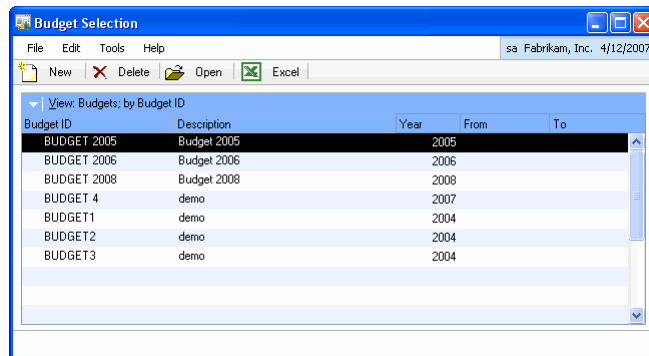 Budget Selection
File Edit Tools Help sa Fabrikam, Inc. 4/12/2007
New Delete Open Excel
View: Budgets; by Budget ID
Budget ID Description Year From To
BUDGET 2005 Budget 2005 2005
BUDGET 2006 Budget 2006 2006
BUDGET 2008 Budget 2008 2008
BUDGET 4 demo 2007
BUDGET1 demo 2004
BUDGET2 demo 2004
BUDGET3 demo 2004